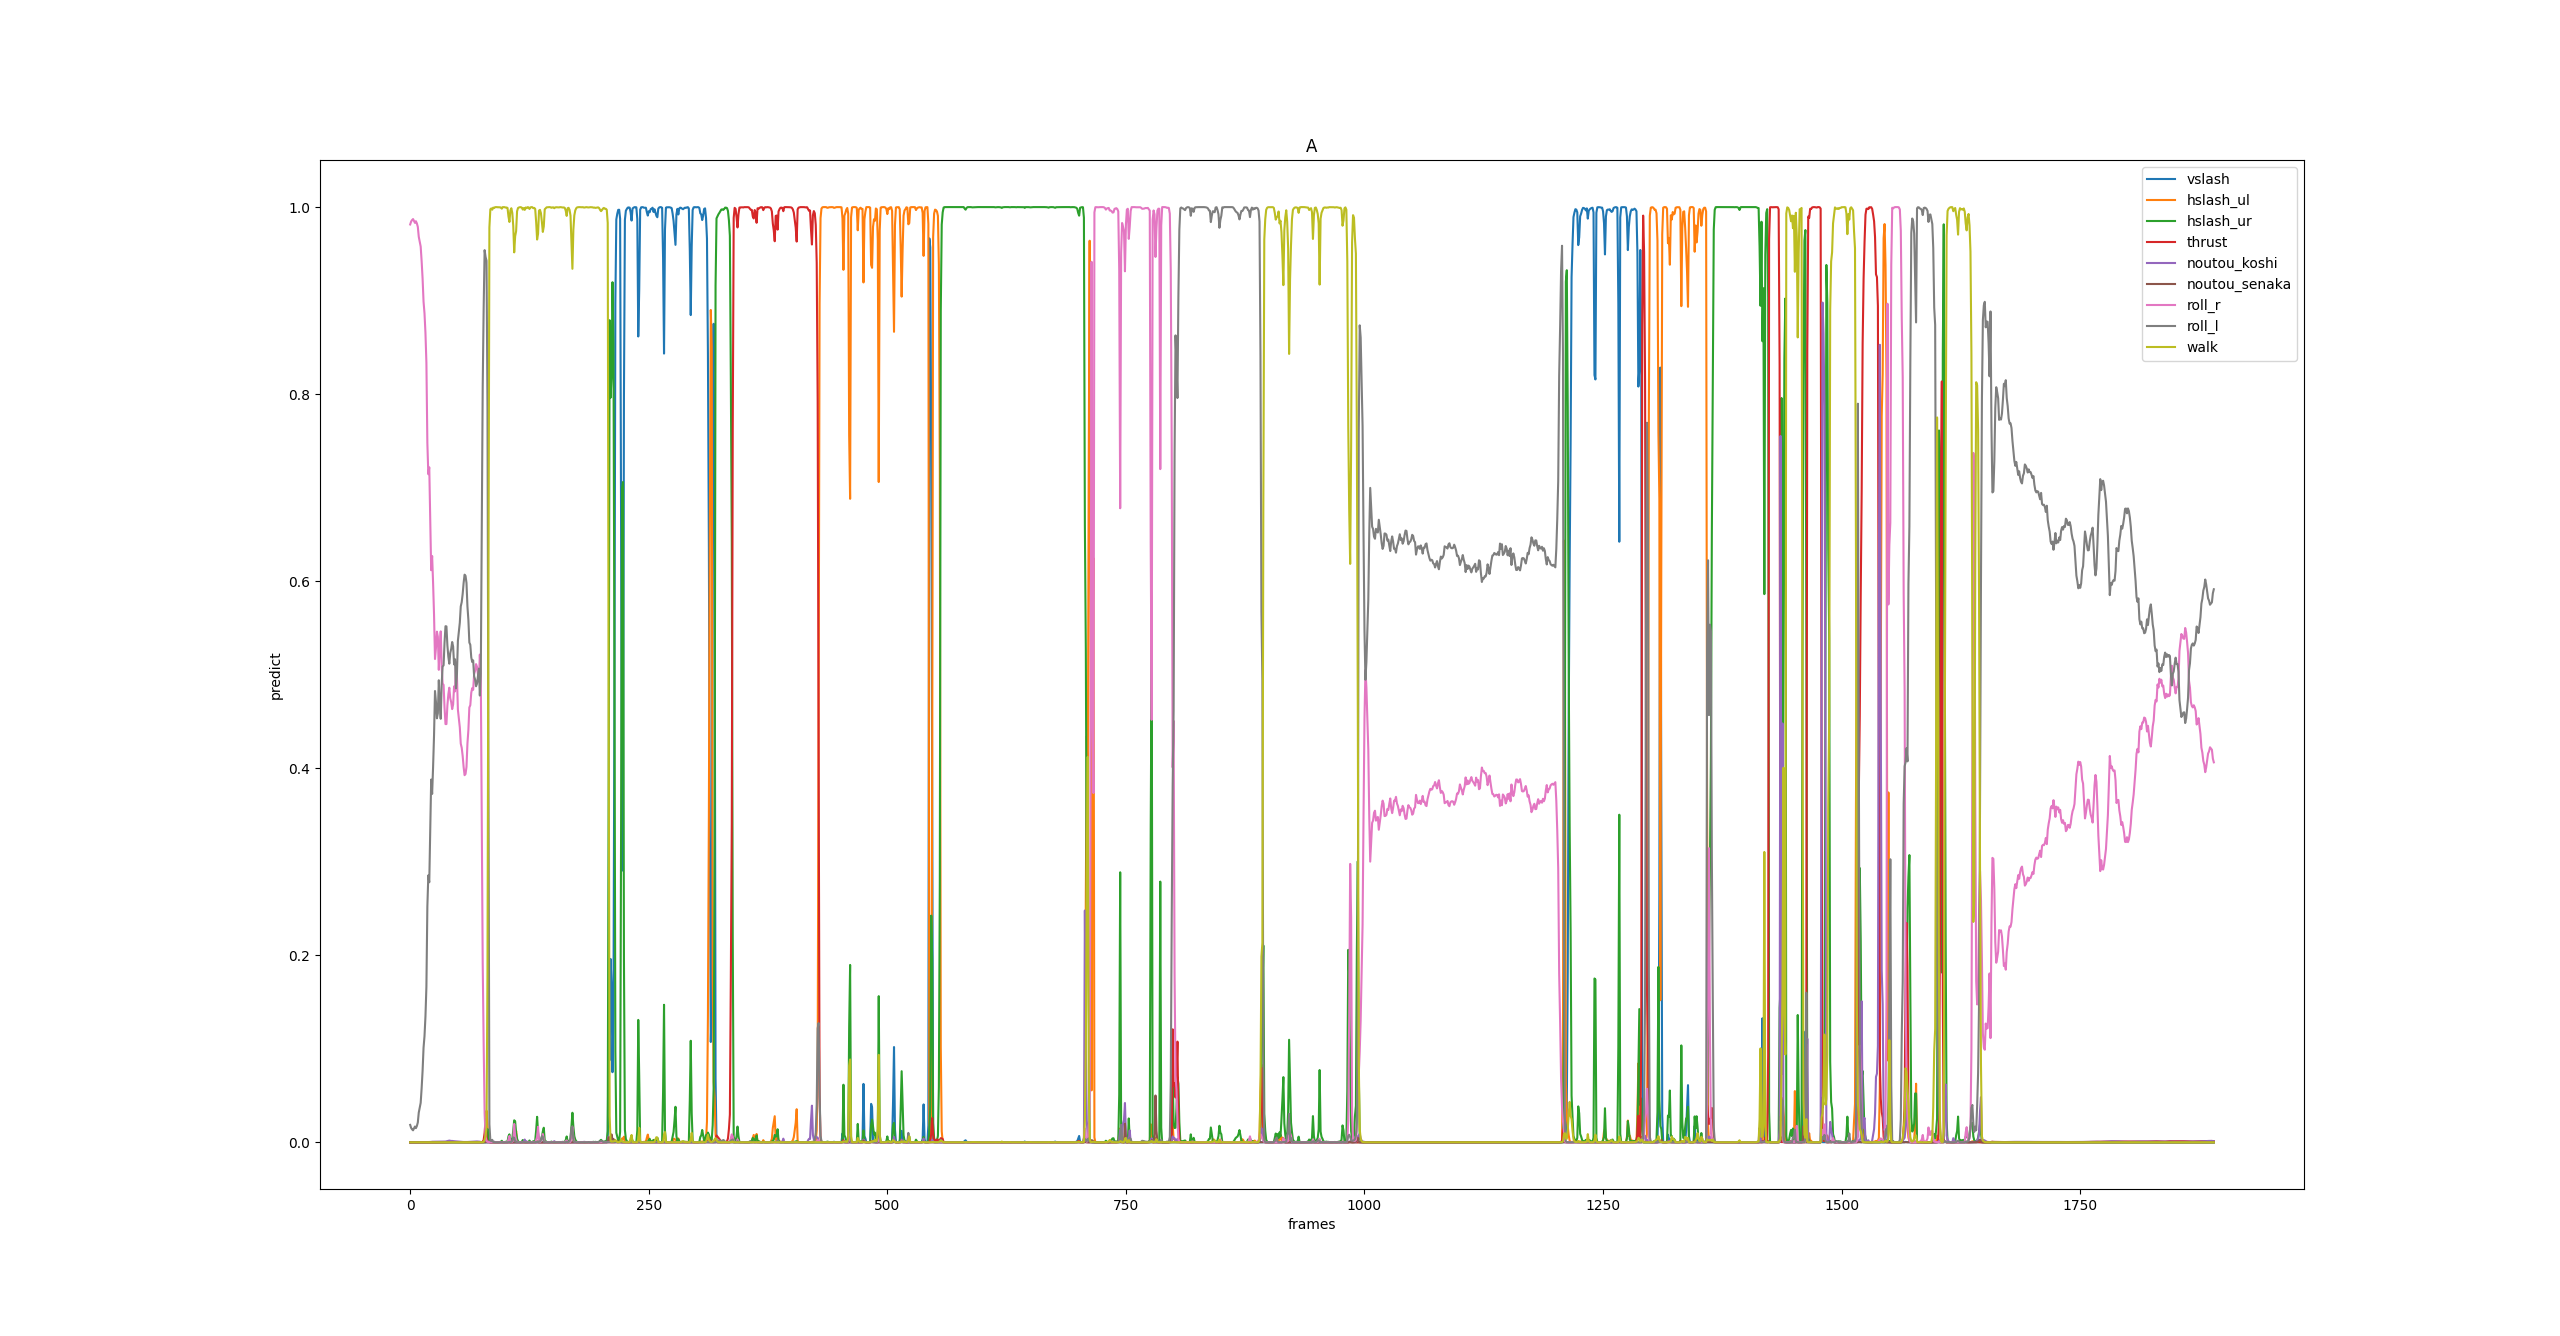 A
1.0
0.8
0.6
0.4
0.2
0.0
predict
0
250
500
750
1000
1250
1500
1750
frames
vslash
hslash_ul
hslash_ur
thrust
noutou_koshi
noutou_senaka
roll_r
roll_l
walk